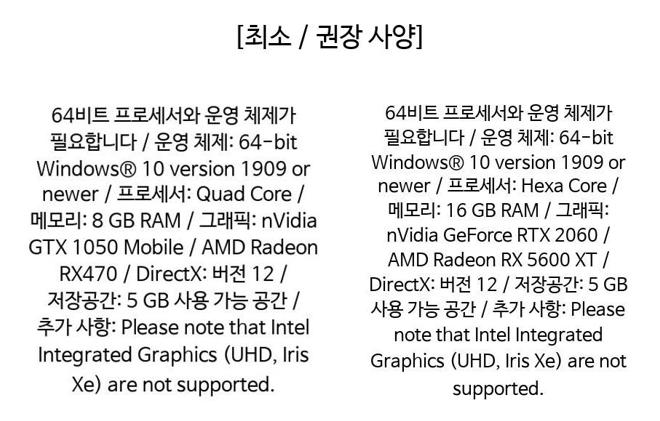 [최소 / 권장 사양]
64비트 프로세서와 운영 체제가
필요합니다 / 운영 체제: 64-bit
Windows® 10 version 1909 or
newer / 프로세서: Quad Core /
메모리: 8 GB RAM / 그래픽: nVidia
GTX 1050 Mobile / AMD Radeon
RX470 / DirectX: 버전 12 /
저장공간: 5 GB 사용 가능 공간 /
추가 사항: Please note that Intel
Integrated Graphics (UHD, Iris
Xe) are not supported.
64비트 프로세서와 운영 체제가
필요합니다 / 운영 체제: 64-bit
Windows® 10 version 1909 or
newer / 프로세서: Hexa Core /
메모리: 16 GB RAM / 그래픽:
nVidia GeForce RTX 2060 /
AMD Radeon RX 5600 XT /
DirectX: 버전 12 / 저장공간: 5 GB
사용 가능 공간 / 추가 사항: Please
note that Intel Integrated
Graphics (UHD, Iris Xe) are not
supported.